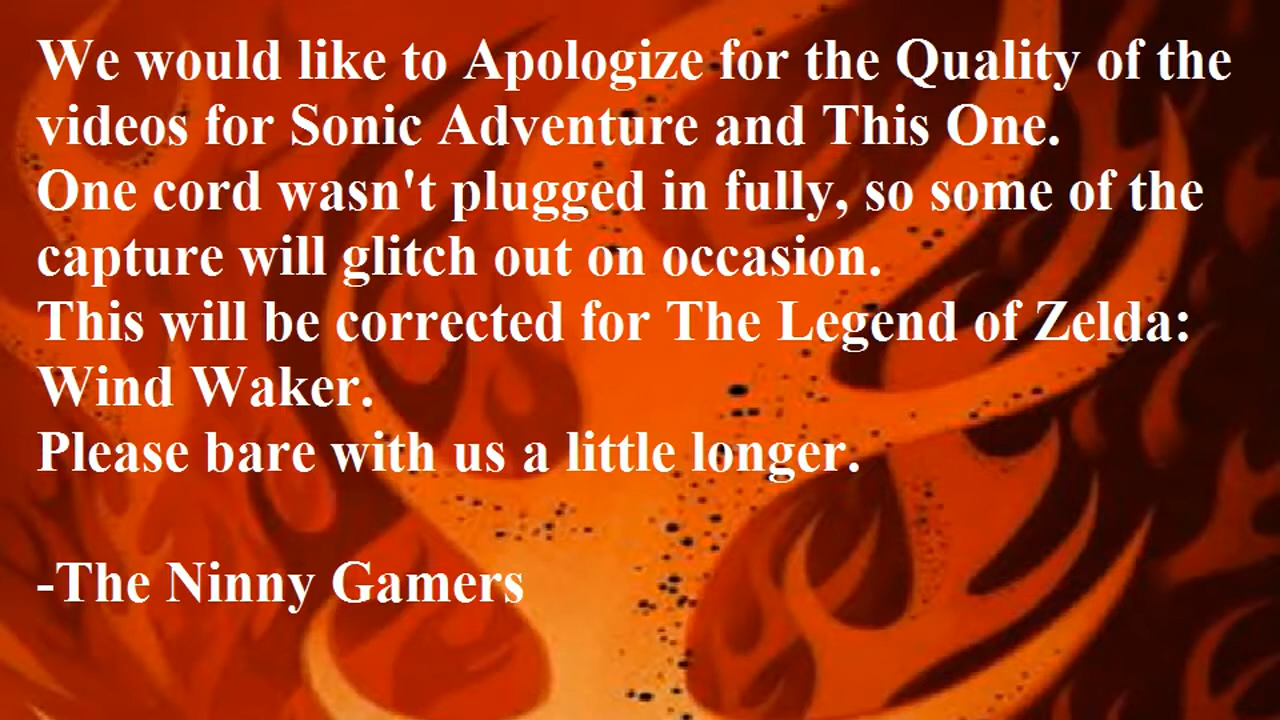 We would like to Apologize for the Quality of the
videos for Sonic Adventure and This One.
One cord wasn't plugged in fully, so some of the
capture will glitch out on occasion.
This will be corrected for The Legend of Zelda:
Wind Waker.
Please bare with us a little longer.
-The Ninny Gamers